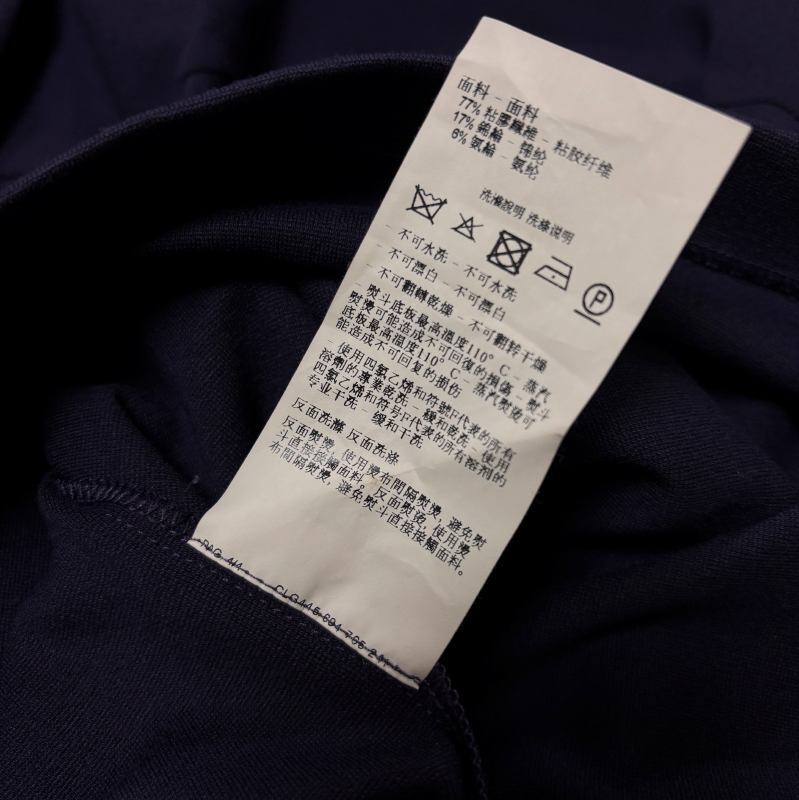 面料 - 面料
77% 粘膠纖維 - 粘胶纤维
17% 錦綸 - 锦纶
6% 氨綸 - 氨纶
洗滌說明 洗涤说明
P
- 不可水洗 - 不可水洗
- 不可漂白 - 不可漂白
- 不可翻轉乾燥 - 不可翻转干燥
- 熨斗底板最高溫度110° C - 蒸汽
熨燙可能造成不可回復的損傷 - 熨斗
底板最高温度110° C - 蒸汽熨烫可
能造成不可回复的损伤
- 使用四氯乙烯和符號P代表的所有
溶劑的專業乾洗 - 緩和乾洗 - 使用
四氯乙烯和符号P代表的所有溶剂的
专业干洗 - 缓和干洗
反面洗滌 反面洗涤
反面熨燙, 使用燙布間隔熨燙, 避免熨
斗直接接觸面料。反面熨烫, 使用烫
布間隔熨烫, 避免熨斗直接接触面料。
PAG 4/4